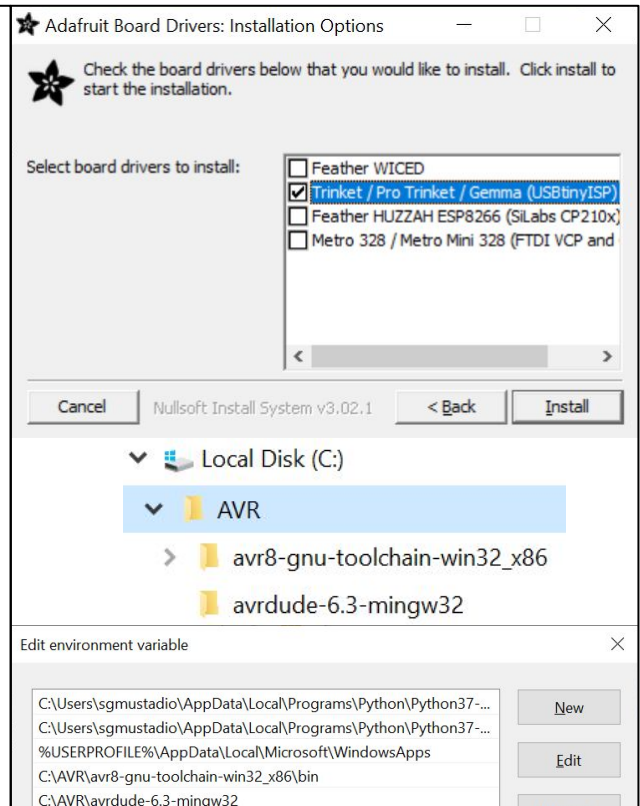 Adafruit Board Drivers: Installation Options
Check the board drivers below that you would like to install. Click install to
start the installation.
Select board drivers to install:
Feather WICED
Trinket / Pro Trinket / Gemma (USBtinyISP)
Feather HUZZAH ESP8266 (SiLabs CP210x)
Metro 328 / Metro Mini 328 (FTDI VCP and
Cancel
Nullsoft Install System v3.02.1
< Back
Install
Local Disk (C:)
AVR
avr8-gnu-toolchain-win32_x86
avrdude-6.3-mingw32
Edit environment variable
C:\Users\sgmustadio\AppData\Local\Programs\Python\Python37-...
New
C:\Users\sgmustadio\AppData\Local\Programs\Python\Python37-...
%USERPROFILE%\AppData\Local\Microsoft\WindowsApps
Edit
C:\AVR\avr8-gnu-toolchain-win32_x86\bin
C:\AVR\avrdude-6.3-mingw32